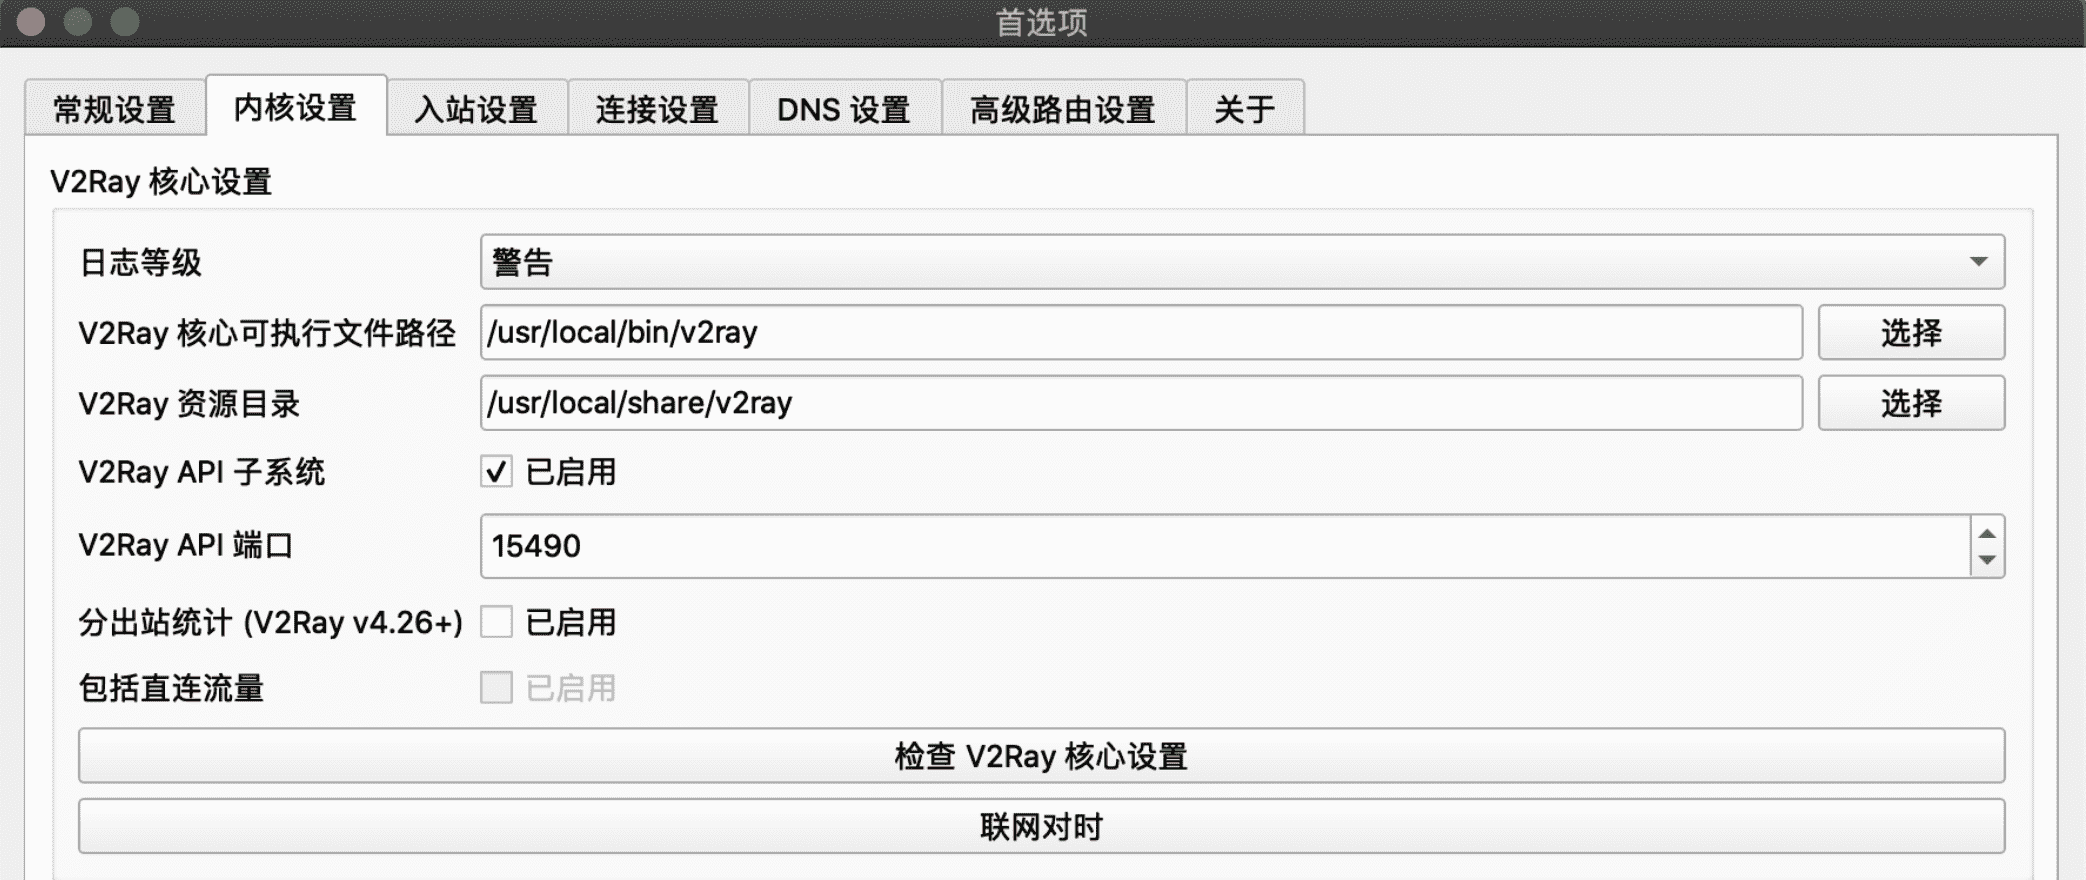 首选项
常规设置 内核设置 入站设置 连接设置 DNS 设置 高级路由设置 关于
V2Ray 核心设置
日志等级 警告
V2Ray 核心可执行文件路径 /usr/local/bin/v2ray 选择
V2Ray 资源目录 /usr/local/share/v2ray 选择
V2Ray API 子系统 已启用
V2Ray API 端口 15490
分出站统计 (V2Ray v4.26+) 已启用
包括直连流量 已启用
检查 V2Ray 核心设置
联网对时